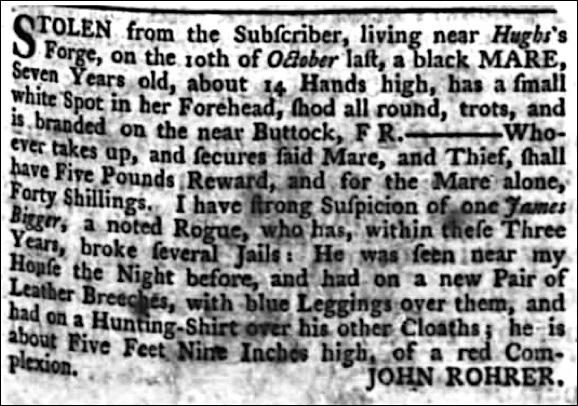 STOLEN from the Subſcriber, living near Hughs's
Forge, on the 10th of October laſt, a black MARE,
Seven Years old, about 14 Hands high, has a ſmall
white Spot in her Forehead, ſhod all round, trots, and
is branded on the near Buttock, F R.———Who-
ever takes up, and ſecures ſaid Mare, and Thief, ſhall
have Five Pounds Reward, and for the Mare alone,
Forty Shillings. I have ſtrong Suſpicion of one James
Bigger, a noted Rogue, who has, within theſe Three
Years, broke ſeveral Jails: He was ſeen near my
Houſe the Night before, and had on a new Pair of
Leather Breeches, with blue Leggings over them, and
had on a Hunting-Shirt over his other Cloaths; he is
about Five Feet Nine Inches high, of a red Com-
plexion.
JOHN ROHRER.